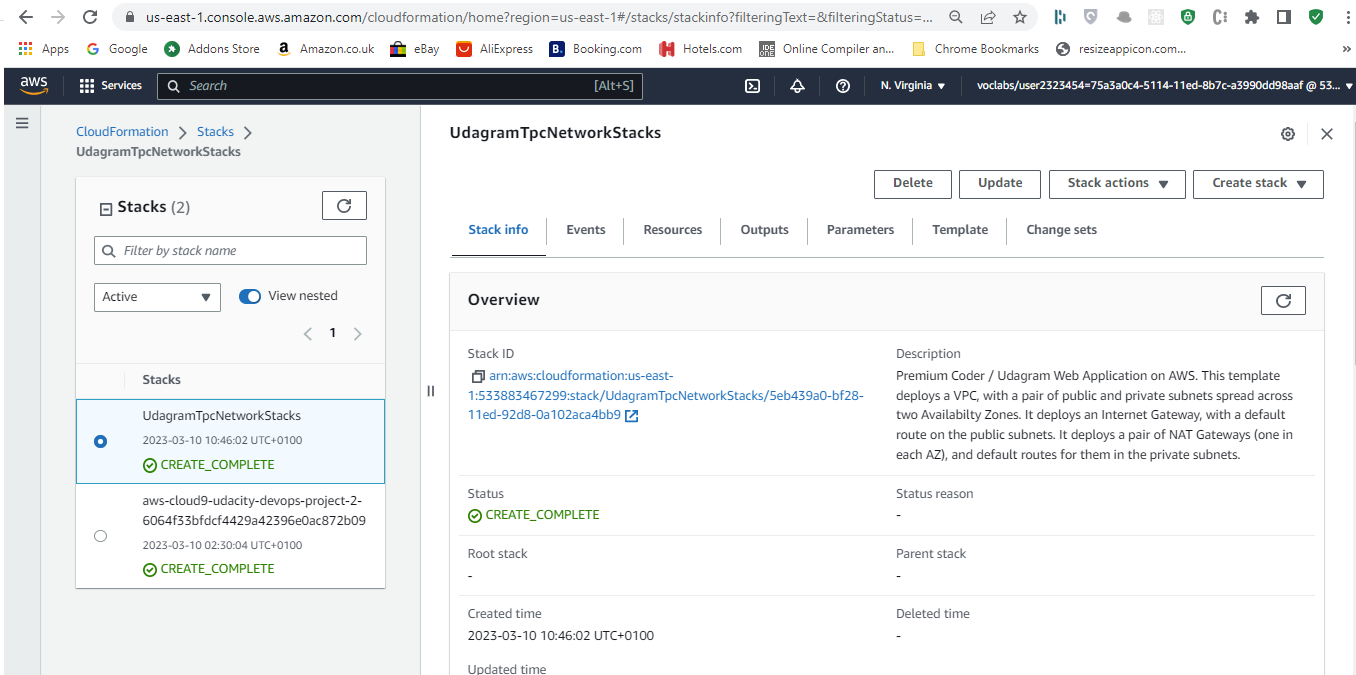 us-east-1.console.aws.amazon.com/cloudformation/home?region=us-east-1#/stacks/stackinfo?filteringText=&filteringStatus=...
Apps Google Addons Store Amazon.co.uk eBay AliExpress Booking.com Hotels.com Online Compiler an... Chrome Bookmarks resizeappicon.com... »
aws Services Search [Alt+S] N. Virginia voclabs/user2323454=75a3a0c4-5114-11ed-8b7c-a3990dd98aaf @ 53...
CloudFormation Stacks
UdagramTpcNetworkStacks
Stacks (2)
Filter by stack name
Active View nested
1
Stacks
UdagramTpcNetworkStacks
2023-03-10 10:46:02 UTC+0100
CREATE_COMPLETE
aws-cloud9-udacity-devops-project-2-
6064f33bfdcf4429a42396e0ac872b09
2023-03-10 02:30:04 UTC+0100
CREATE_COMPLETE
UdagramTpcNetworkStacks
Delete Update Stack actions Create stack
Stack info Events Resources Outputs Parameters Template Change sets
Overview
Stack ID
arn:aws:cloudformation:us-east-
1:533883467299:stack/UdagramTpcNetworkStacks/5eb439a0-bf28-
11ed-92d8-0a102aca4bb9
Description
Premium Coder / Udagram Web Application on AWS. This template
deploys a VPC, with a pair of public and private subnets spread across
two Availabilty Zones. It deploys an Internet Gateway, with a default
route on the public subnets. It deploys a pair of NAT Gateways (one in
each AZ), and default routes for them in the private subnets.
Status
CREATE_COMPLETE
Status reason
-
Root stack
-
Parent stack
-
Created time
2023-03-10 10:46:02 UTC+0100
Deleted time
-
Updated time